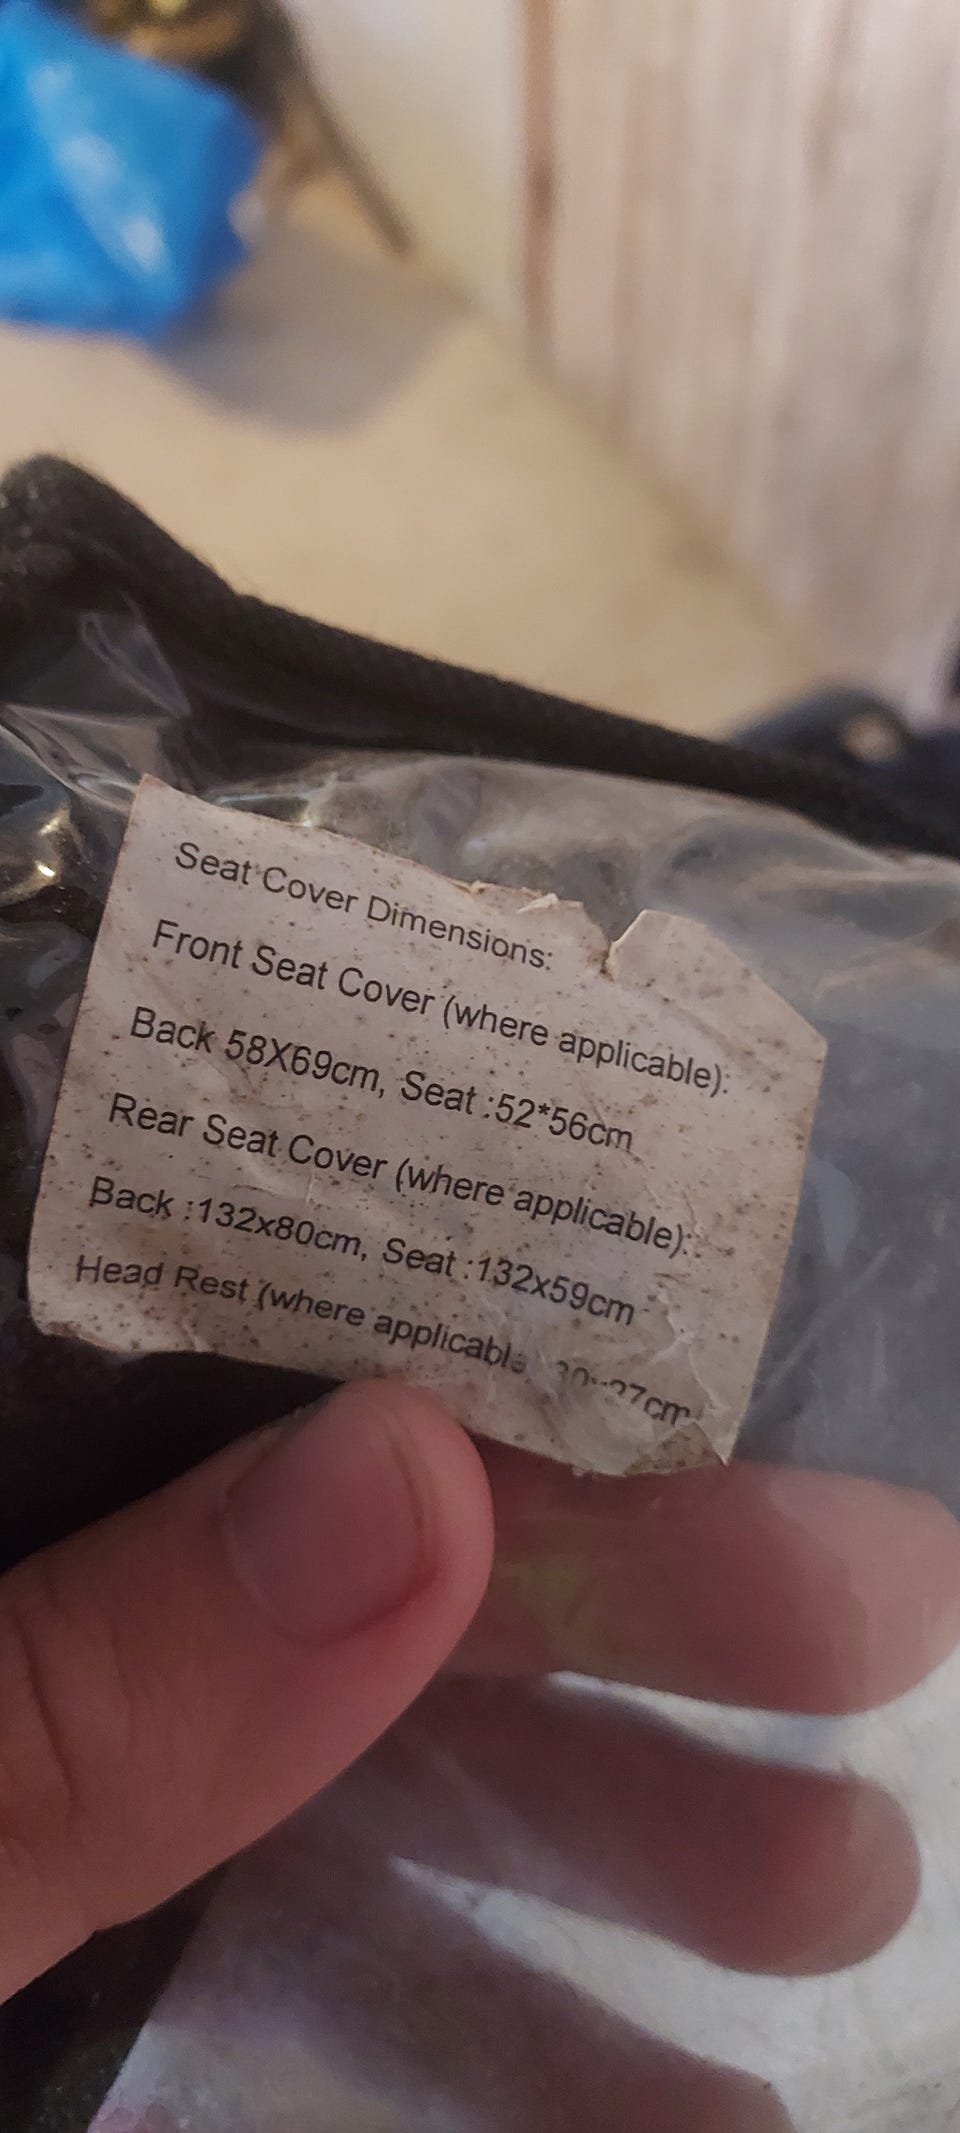 Seat Cover Dimensions:
Front Seat Cover (where applicable):
Back 58X69cm, Seat :52*56cm
Rear Seat Cover (where applicable):
Back :132x80cm, Seat :132x59cm
Head Rest (where applicable